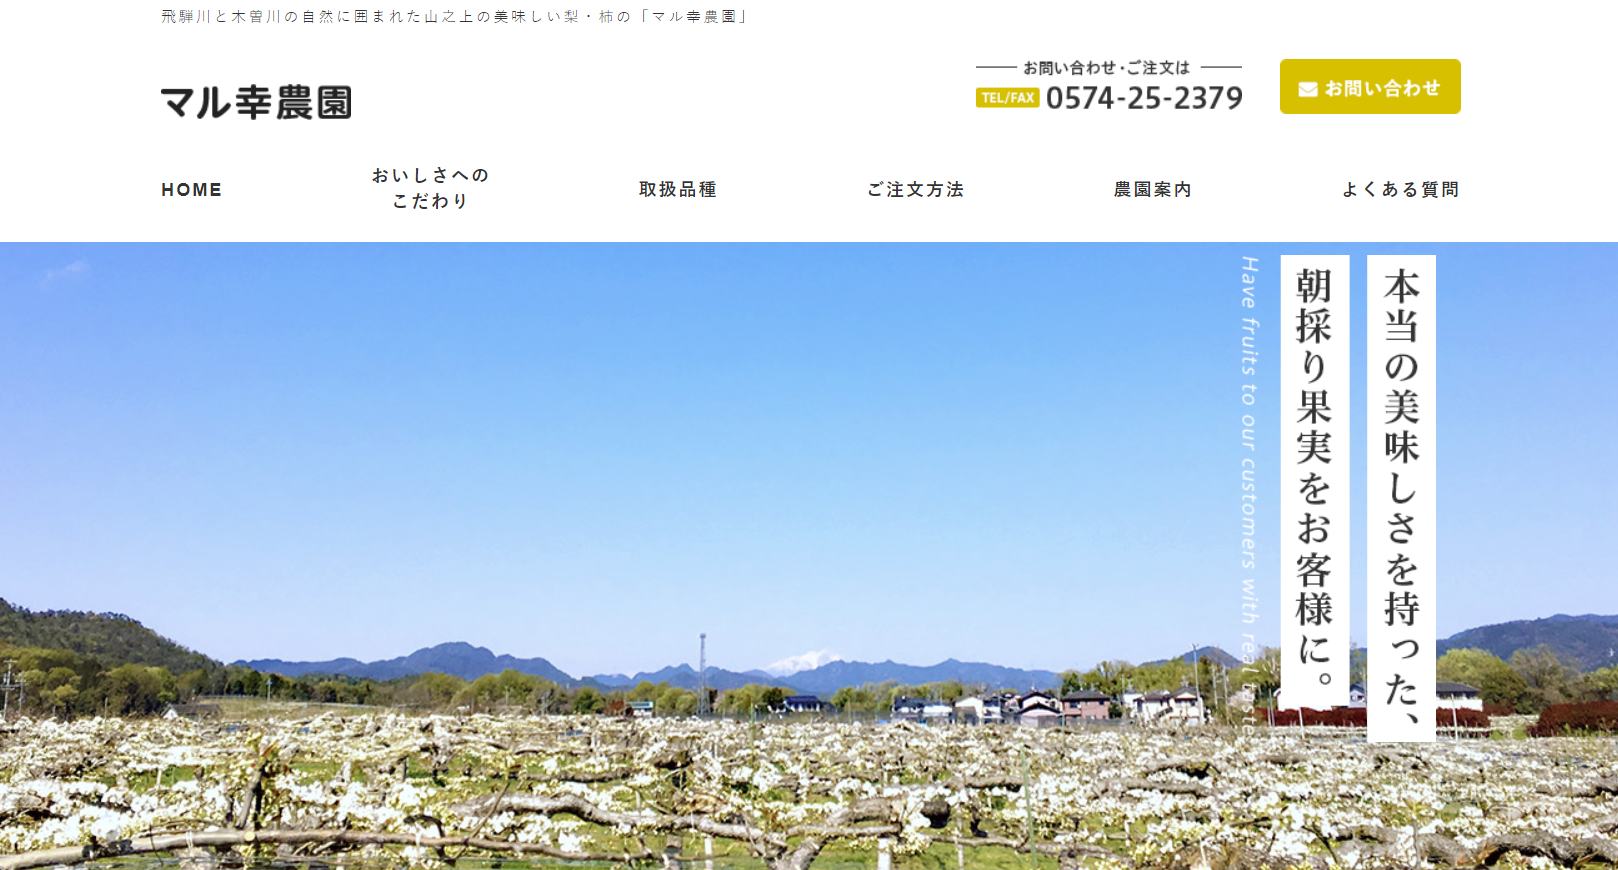 飛騨川と木曽川の自然に囲まれた山之上の美味しい梨・柿の「マル幸農園」
マル幸農園
お問い合わせ・ご注文は
TEL/FAX 0574-25-2379
お問い合わせ
HOME
おいしさへの
こだわり
取扱品種
ご注文方法
農園案内
よくある質問
本当の美味しさを持った、
朝採り果実をお客様に。
Have fruits to our customers with real